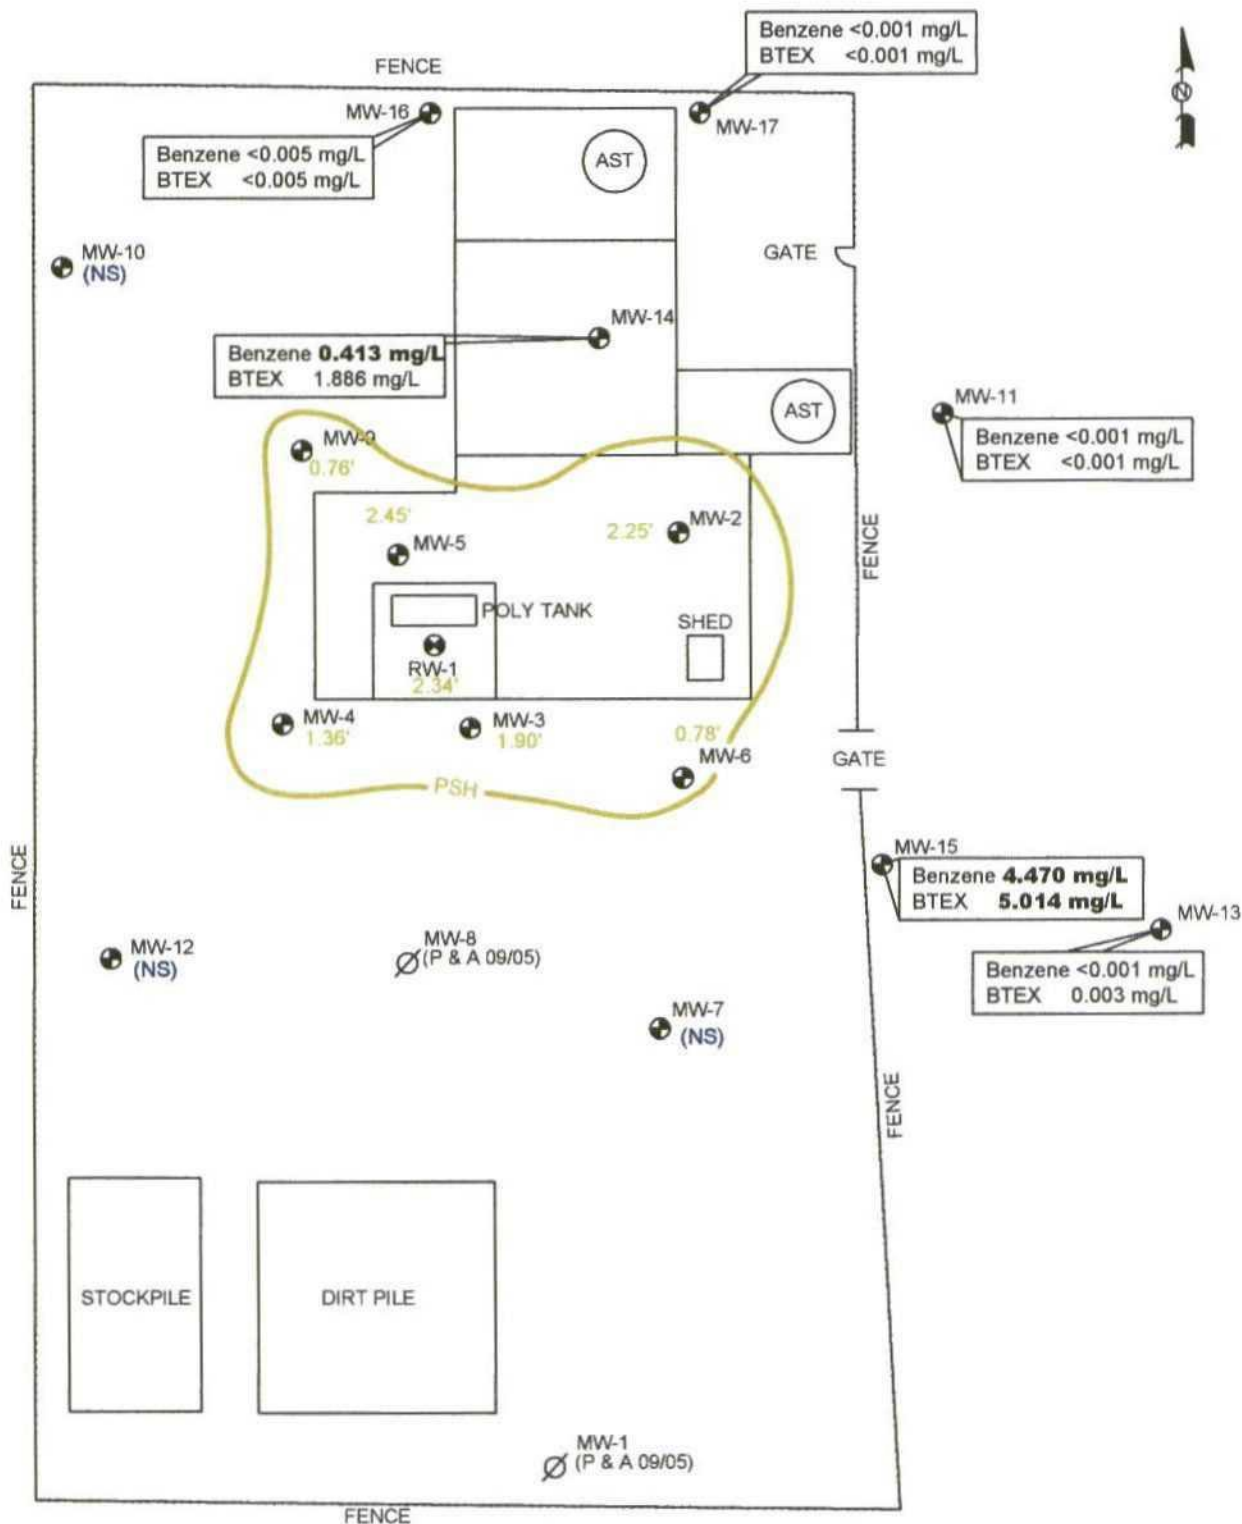 Benzene <0.001 mg/L
BTEX <0.001 mg/L
FENCE
MW-16
MW-17
N
Benzene <0.005 mg/L
BTEX <0.005 mg/L
AST
MW-10
(NS)
GATE
MW-14
Benzene 0.413 mg/L
BTEX 1.886 mg/L
AST
MW-11
Benzene <0.001 mg/L
BTEX <0.001 mg/L
MW-9
0.76'
2.45'
MW-5
2.25'
MW-2
FENCE
POLY TANK
SHED
RW-1
2.34'
MW-4
1.36'
MW-3
1.90'
0.78'
MW-6
GATE
PSH
MW-15
Benzene 4.470 mg/L
BTEX 5.014 mg/L
MW-13
Benzene <0.001 mg/L
BTEX 0.003 mg/L
FENCE
MW-12
(NS)
MW-8
(P & A 09/05)
MW-7
(NS)
FENCE
STOCKPILE
DIRT PILE
MW-1
(P & A 09/05)
FENCE